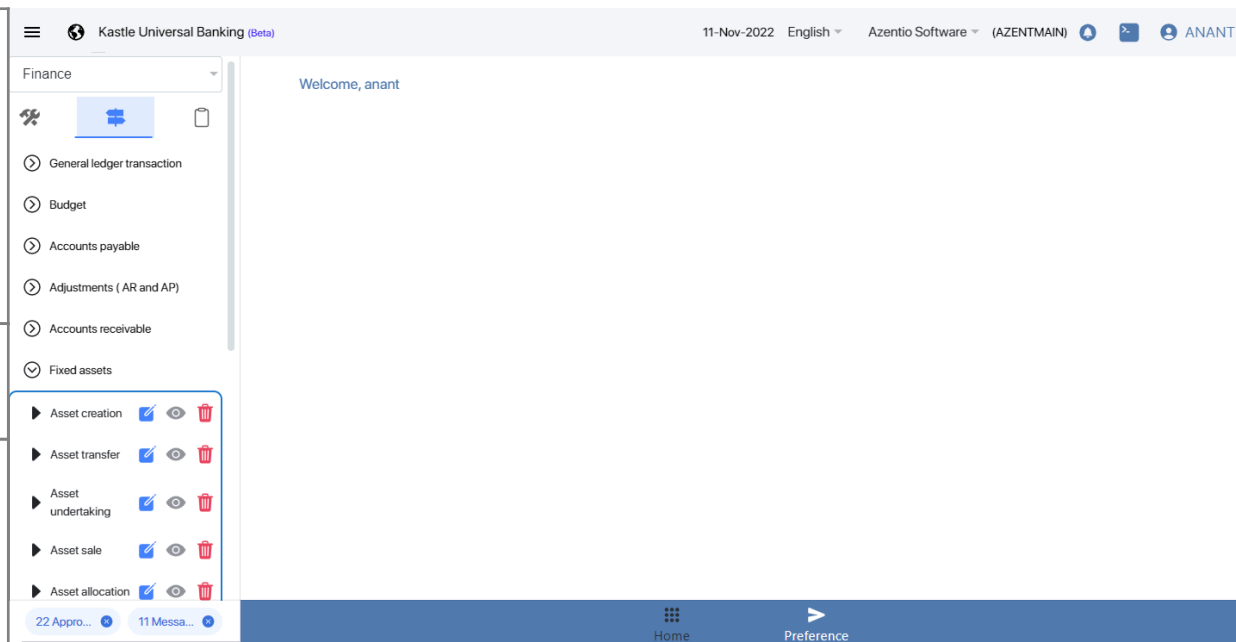 Kastle Universal Banking (Beta)
11-Nov-2022 English Azentio Software (AZENTMAIN) ANANT
Finance
Welcome, anant
General ledger transaction
Budget
Accounts payable
Adjustments ( AR and AP)
Accounts receivable
Fixed assets
Asset creation
Asset transfer
Asset
undertaking
Asset sale
Asset allocation
22 Appro...
11 Messa...
Home
Preference